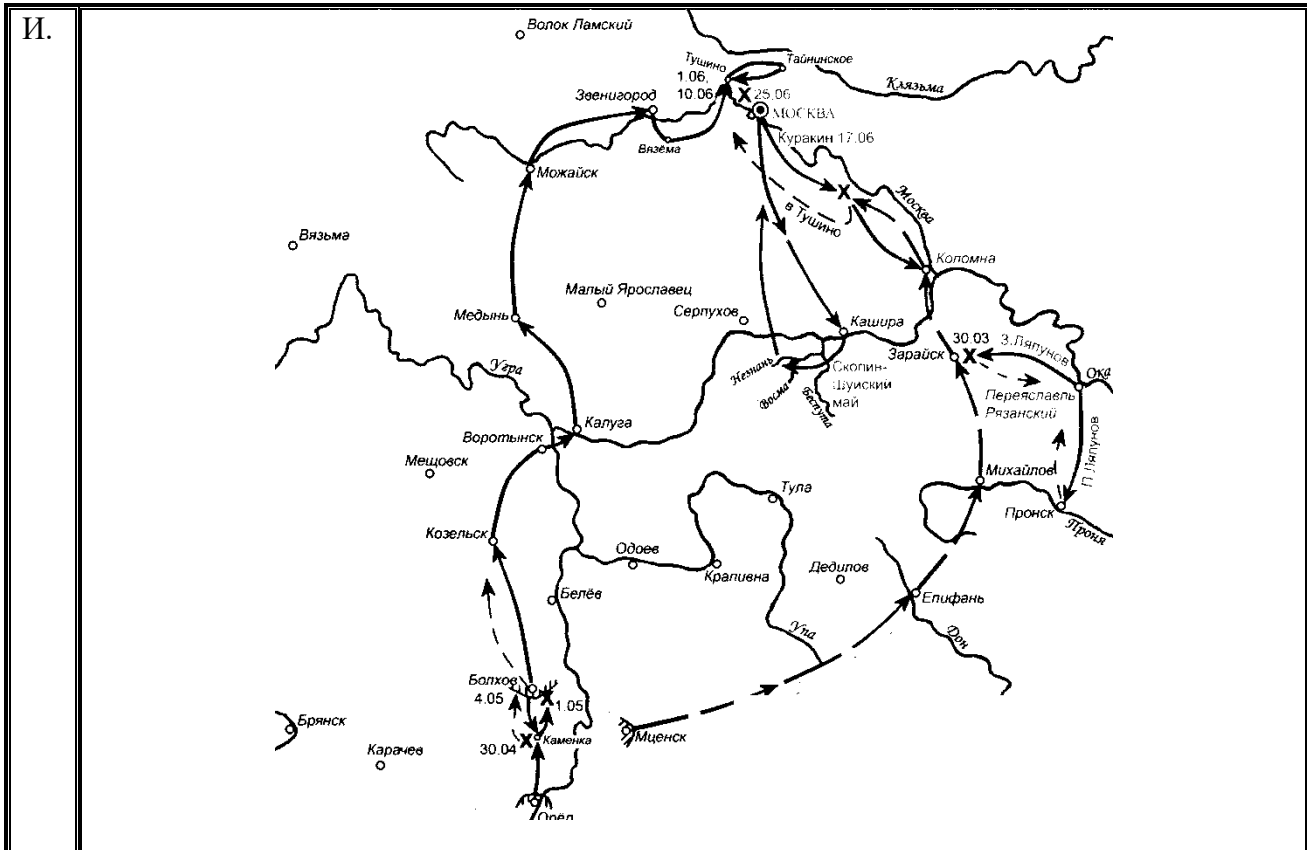 И.
Волок Ламский
Тушино
Тайнинское
1.06,
10.06
Х 25.06
Клязьма
Звенигород
МОСКВА
Вязёма
Куракин 17.06
Можайск
Х
Москва
в Тушино
Вязьма
Коломна
Малый Ярославец
Медынь
Серпухов
Кашира
30.03
З.Ляпунов
Зарайск
Х
Угра
Незнань
Скопин-
Шуйский
май
Восма
Беспута
Ока
Переяславль
Рязанский
Калуга
Воротынск
Мещовск
П.Ляпунов
Михайлов
Тула
Пронск
Проня
Козельск
Одоев
Крапивна
Дедилов
Белёв
Епифань
Упа
Дон
Болхов
4.05
Х
1.05
Брянск
Мценск
30.04
Х
Каменка
Карачев
Орёл